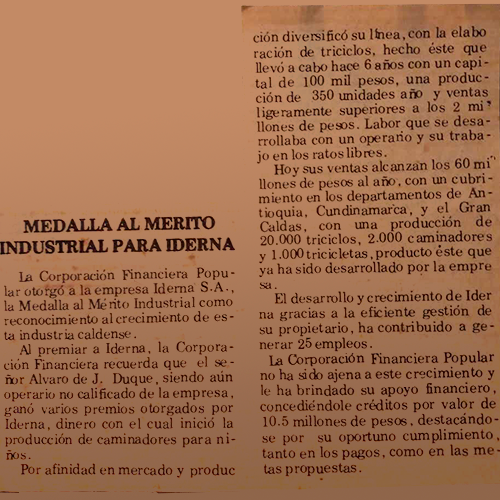 MEDALLA AL MERITO
INDUSTRIAL PARA IDERNA
La Corporación Financiera Popu-
lar otorgó a la empresa Iderna S.A.,
la Medalla al Mérito Industrial como
reconocimiento al crecimiento de es-
ta industria caldense.
Al premiar a Iderna, la Corpora-
ción Financiera recuerda que el se-
ñor Alvaro de J. Duque, siendo aún
operario no calificado de la empresa,
ganó varios premios otorgados por
Iderna, dinero con el cual inició la
producción de caminadores para ni-
ños.
Por afinidad en mercado y produc
ción diversificó su línea, con la elabo
ración de triciclos, hecho éste que
llevó a cabo hace 6 años con un capi-
tal de 100 mil pesos, una produc-
ción de 350 unidades año y ventas
ligeramente superiores a los 2 mi-
llones de pesos. Labor que se desa-
rrollaba con un operario y su traba-
jo en los ratos libres.
Hoy sus ventas alcanzan los 60 mi-
llones de pesos al año, con un cubri-
miento en los departamentos de An-
tioquia, Cundinamarca, y el Gran
Caldas, con una producción de
20.000 triciclos, 2.000 caminadores
y 1.000 tricicletas, producto éste que
ya ha sido desarrollado por la empre
sa.
El desarrollo y crecimiento de Ider
na gracias a la eficiente gestión de
su propietario, ha contribuido a ge-
nerar 25 empleos.
La Corporación Financiera Popular
no ha sido ajena a este crecimiento y
le ha brindado su apoyo financiero,
concediéndole créditos por valor de
10.5 millones de pesos, destacándo-
se por su oportuno cumplimiento,
tanto en los pagos, como en las me-
tas propuestas.